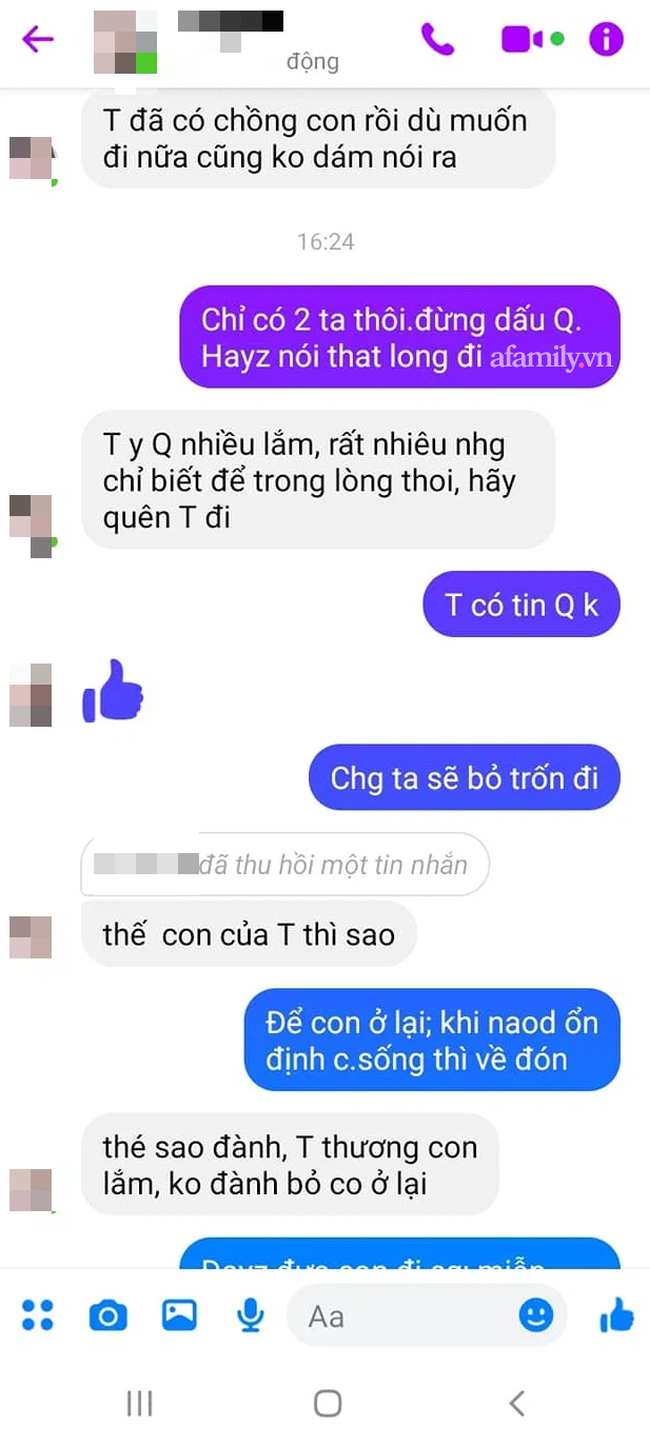 động
T đã có chồng con rồi dù muốn
đi nữa cũng ko dám nói ra
16:24
Chỉ có 2 ta thôi.đừng dấu Q.
Hayz nói that long đi afamily.vn
T y Q nhiều lắm, rất nhiêu nhg
chỉ biết để trong lòng thoi, hãy
quên T đi
T có tin Q k
Chg ta sẽ bỏ trốn đi
đã thu hồi một tin nhắn
thế con của T thì sao
Để con ở lại; khi naod ổn
định c.sống thì về đón
thé sao đành, T thương con
lắm, ko đành bỏ co ở lại
đưa con đi
Aa